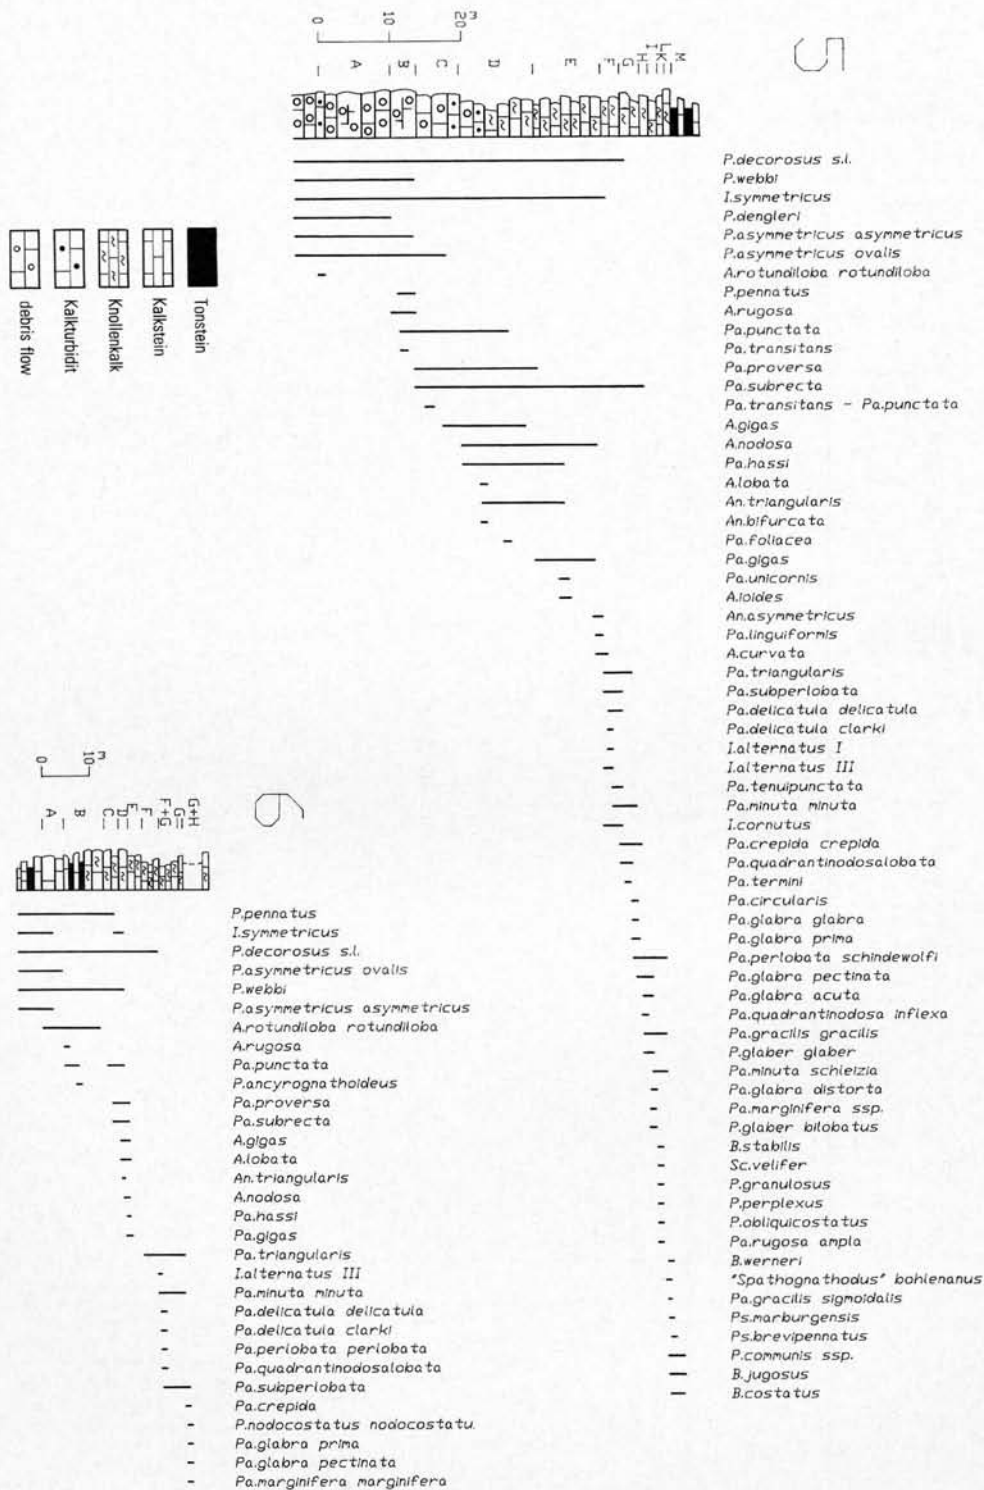 5
0 10 20 m
A B C D E F G H I K L M
P.decorosus s.l.
P.webbi
I.symmetricus
P.dengleri
P.asymmetricus asymmetricus
P.asymmetricus ovalis
A.rotundiloba rotundiloba
P.pennatus
A.rugosa
Pa.punctata
Pa.transitans
Pa.proversa
Pa.subrecta
Pa.transitans - Pa.punctata
A.gigas
A.nodosa
Pa.hassi
A.lobata
An.triangularis
An.bifurcata
Pa.foliacea
Pa.gigas
Pa.unicornis
A.ioides
An.asymmetricus
Pa.linguiformis
A.curvata
Pa.triangularis
Pa.subperlobata
Pa.delicatula delicatula
Pa.delicatula clarki
I.alternatus I
I.alternatus III
Pa.tenuipunctata
Pa.minuta minuta
I.cornutus
Pa.crepida crepida
Pa.quadrantinodosalobata
Pa.termini
Pa.circularis
Pa.glabra glabra
Pa.glabra prima
Pa.perlobata schindewolfi
Pa.glabra pectinata
Pa.glabra acuta
Pa.quadrantinodosa inflexa
Pa.gracilis gracilis
P.glaber glaber
Pa.minuta schleizia
Pa.glabra distorta
Pa.marginifera ssp.
P.glaber bilobatus
B.stabilis
Sc.velifer
P.granulosus
P.perplexus
P.obliquicostatus
Pa.rugosa ampla
B.werneri
"Spathognathodus" bohlenanus
Pa.gracilis sigmoidalis
Ps.marburgensis
Ps.brevipennatus
P.communis ssp.
B.jugosus
B.costatus
Tonstein
Kalkstein
Knollenkalk
Kalkturbidit
debris flow
6
0 10 m
A B C D E F F+G G G+H
P.pennatus
I.symmetricus
P.decorosus s.l.
P.asymmetricus ovalis
P.webbi
P.asymmetricus asymmetricus
A.rotundiloba rotundiloba
A.rugosa
Pa.punctata
P.ancyrognathoideus
Pa.proversa
Pa.subrecta
A.gigas
A.lobata
An.triangularis
A.nodosa
Pa.hassi
Pa.gigas
Pa.triangularis
I.alternatus III
Pa.minuta minuta
Pa.delicatula delicatula
Pa.delicatula clarki
Pa.perlobata perlobata
Pa.quadrantinodosalobata
Pa.subperlobata
Pa.crepida
P.nodocostatus nodocostatu.
Pa.glabra prima
Pa.glabra pectinata
Pa.marginifera marginifera